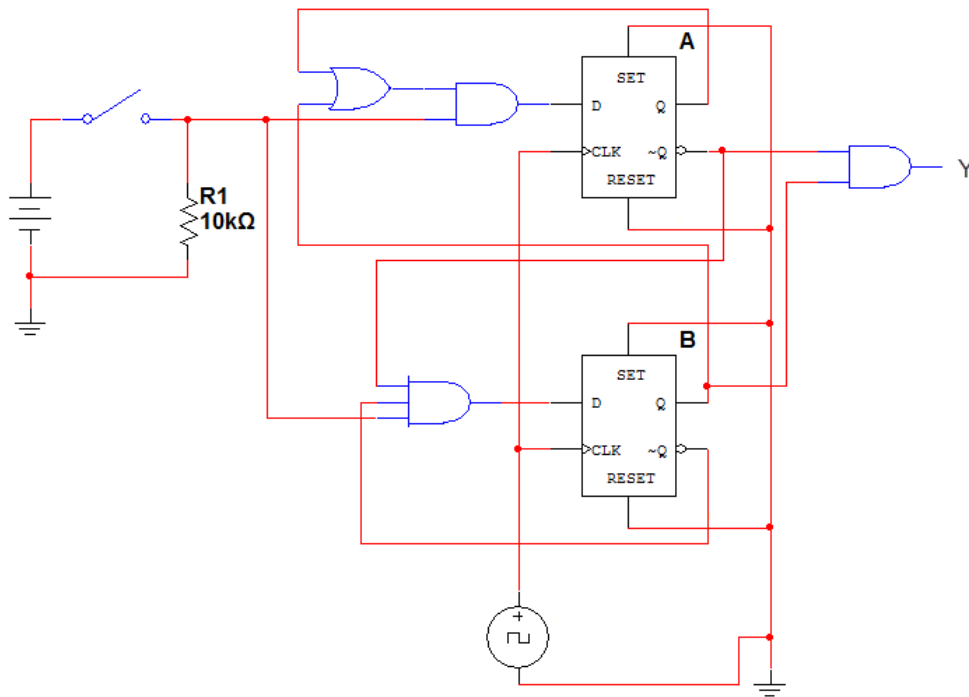 A
SET
D Q
CLK ~Q
RESET
Y
R1
10kΩ
B
SET
D Q
CLK ~Q
RESET
+